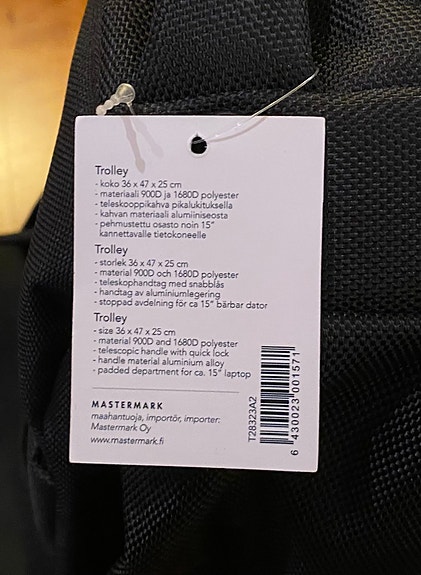 Trolley
- koko 36 x 47 x 25 cm
- materiaali 900D ja 1680D polyester
- teleskooppikahva pikalukituksella
- kahvan materiaali alumiiniseosta
- pehmustettu osasto noin 15”
kannettavalle tietokoneelle
Trolley
- storlek 36 x 47 x 25 cm
- material 900D och 1680D polyester
- teleskophandtag med snabblås
- handtag av aluminiumlegering
- stoppad avdelning för ca 15” bärbar dator
Trolley
- size 36 x 47 x 25 cm
- material 900D and 1680D polyester
- telescopic handle with quick lock
- handle material aluminium alloy
- padded department for ca. 15” laptop
MASTERMARK
maahantuoja, importör, importer:
Mastermark Oy
www.mastermark.fi
T28323A2
6 430023 001571